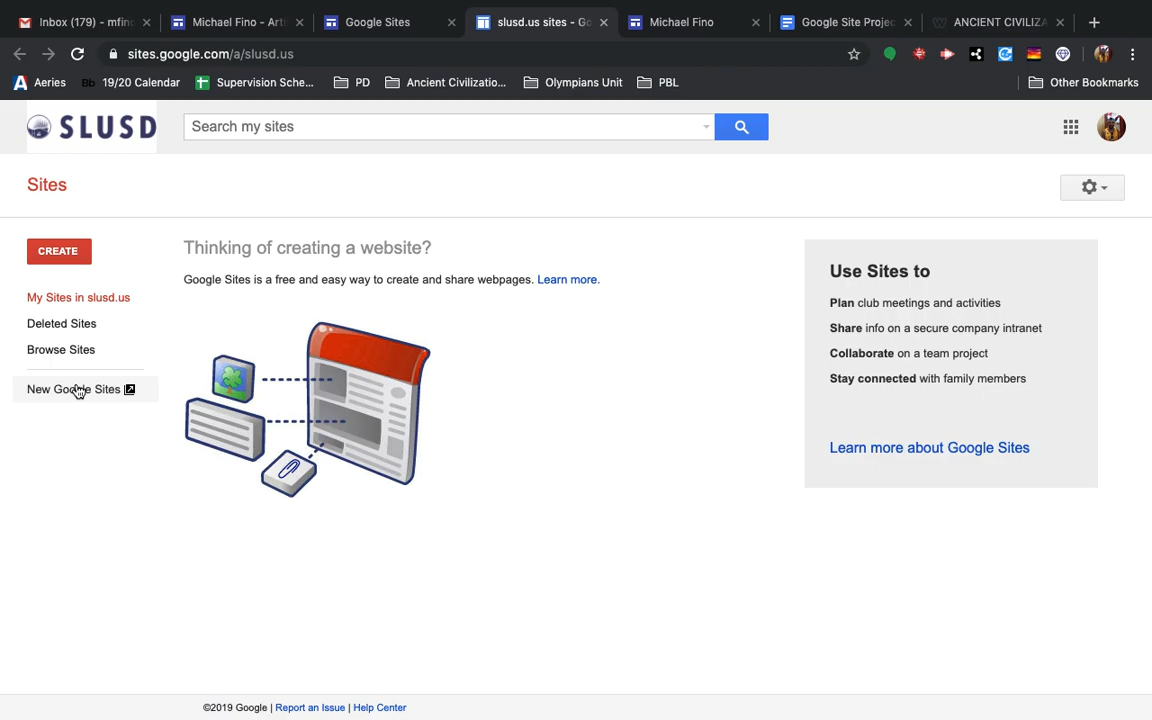 Inbox (179) - mfin
Michael Fino - Art
Google Sites
slusd.us sites - Go
Michael Fino
Google Site Projec
ANCIENT CIVILIZA
sites.google.com/a/slusd.us
Aeries
Bb 19/20 Calendar
Supervision Sche...
PD
Ancient Civilizatio...
Olympians Unit
PBL
Other Bookmarks
SLUSD
Search my sites
Sites
CREATE
My Sites in slusd.us
Deleted Sites
Browse Sites
New Google Sites
Thinking of creating a website?
Google Sites is a free and easy way to create and share webpages. Learn more.
Use Sites to
Plan club meetings and activities
Share info on a secure company intranet
Collaborate on a team project
Stay connected with family members
Learn more about Google Sites
©2019 Google | Report an Issue | Help Center